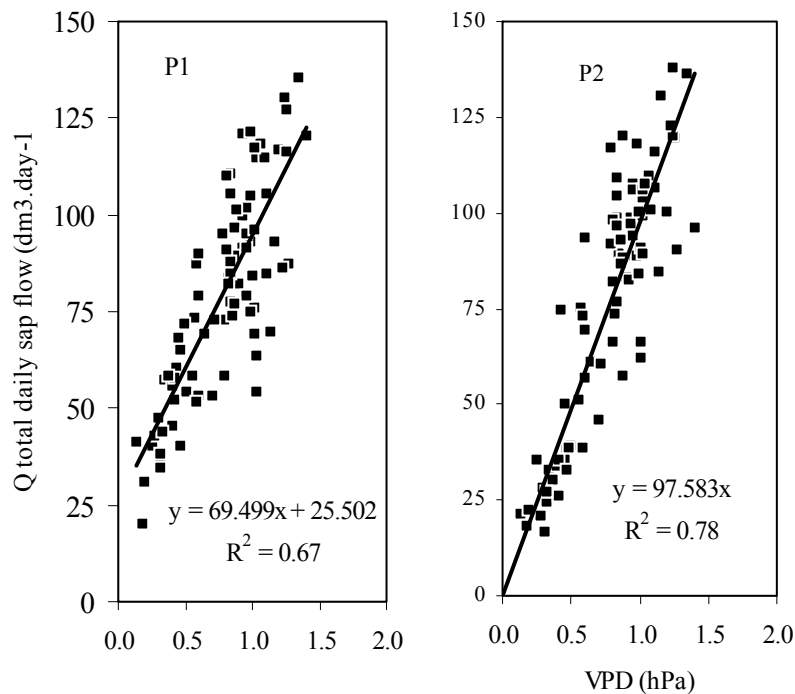 Q total daily sap flow (dm3.day-1)
150
125
100
75
50
25
0
P1
y = 69.499x + 25.502
R² = 0.67
0.0 0.5 1.0 1.5 2.0
150
125
100
75
50
25
0
P2
y = 97.583x
R² = 0.78
0.0 0.5 1.0 1.5 2.0
VPD (hPa)